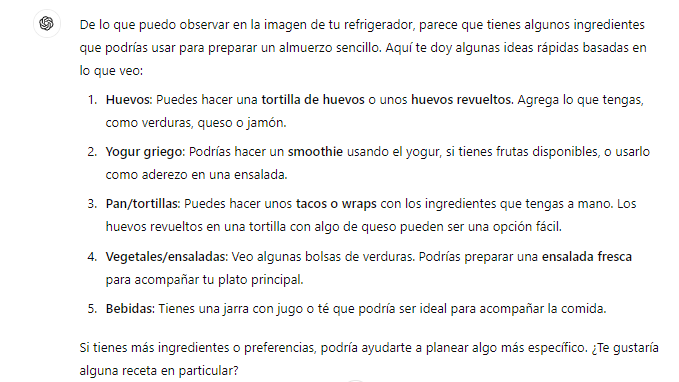 De lo que puedo observar en la imagen de tu refrigerador, parece que tienes algunos ingredientes
que podrías usar para preparar un almuerzo sencillo. Aquí te doy algunas ideas rápidas basadas en
lo que veo:
1. Huevos: Puedes hacer una tortilla de huevos o unos huevos revueltos. Agrega lo que tengas,
como verduras, queso o jamón.
2. Yogur griego: Podrías hacer un smoothie usando el yogur, si tienes frutas disponibles, o usarlo
como aderezo en una ensalada.
3. Pan/tortillas: Puedes hacer unos tacos o wraps con los ingredientes que tengas a mano. Los
huevos revueltos en una tortilla con algo de queso pueden ser una opción fácil.
4. Vegetales/ensaladas: Veo algunas bolsas de verduras. Podrías preparar una ensalada fresca
para acompañar tu plato principal.
5. Bebidas: Tienes una jarra con jugo o té que podría ser ideal para acompañar la comida.
Si tienes más ingredientes o preferencias, podría ayudarte a planear algo más específico. ¿Te gustaría
alguna receta en particular?